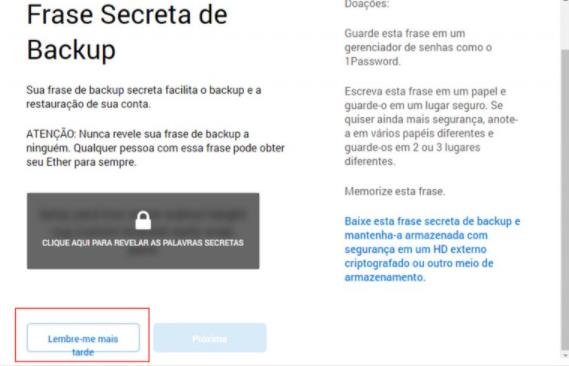 Frase Secreta de
Backup
Sua frase de backup secreta facilita o backup e a
restauração de sua conta.
ATENÇÃO: Nunca revele sua frase de backup a
ninguém. Qualquer pessoa com essa frase pode obter
seu Ether para sempre.
CLIQUE AQUI PARA REVELAR AS PALAVRAS SECRETAS
Lembre-me mais
tarde
Próximo
Doações:
Guarde esta frase em um
gerenciador de senhas como o
1Password.
Escreva esta frase em um papel e
guarde-o em um lugar seguro. Se
quiser ainda mais segurança, anote-
a em vários papéis diferentes e
guarde-os em 2 ou 3 lugares
diferentes.
Memorize esta frase.
Baixe esta frase secreta de backup e
mantenha-a armazenada com
segurança em um HD externo
criptografado ou outro meio de
armazenamento.